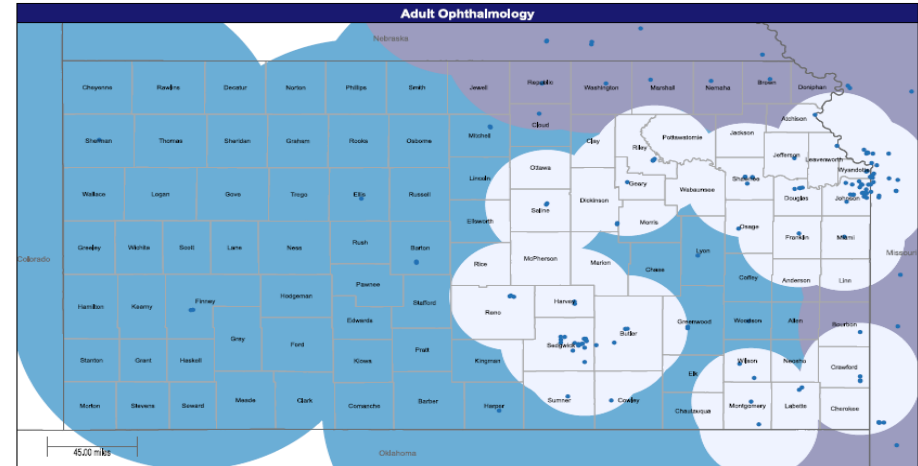 Adult Ophthalmology
Nebraska
Cheyenne Rawlins Decatur Norton Phillips Smith Jewell Republic Washington Marshall Nemaha Brown Doniphan
Atchison
Cloud
Sherman Thomas Sheridan Graham Rooks Osborne Mitchell Clay Riley Pottawatomie Jackson
Jefferson Leavenworth
Ottawa
Wyandotte
Lincoln
Wallace Logan Gove Trego Ellis Russell Geary Wabaunsee Shawnee
Dickinson Douglas Johnson
Saline
Ellsworth Morris Osage
Greeley Wichita Scott Lane Ness Rush Barton Franklin Miami
Lyon
Colorado Missouri
Rice McPherson Marion Chase Coffey Anderson Linn
Pawnee
Hamilton Kearny Finney Hodgeman Stafford Reno Harvey
Edwards Greenwood Woodson Allen Bourbon
Gray Ford Sedgwick Butler
Stanton Grant Haskell Kiowa Pratt Kingman Wilson Neosho Crawford
Elk
Morton Stevens Seward Meade Clark Comanche Barber Harper Sumner Cowley Chautauqua Montgomery Labette Cherokee
45.00 miles
Oklahoma